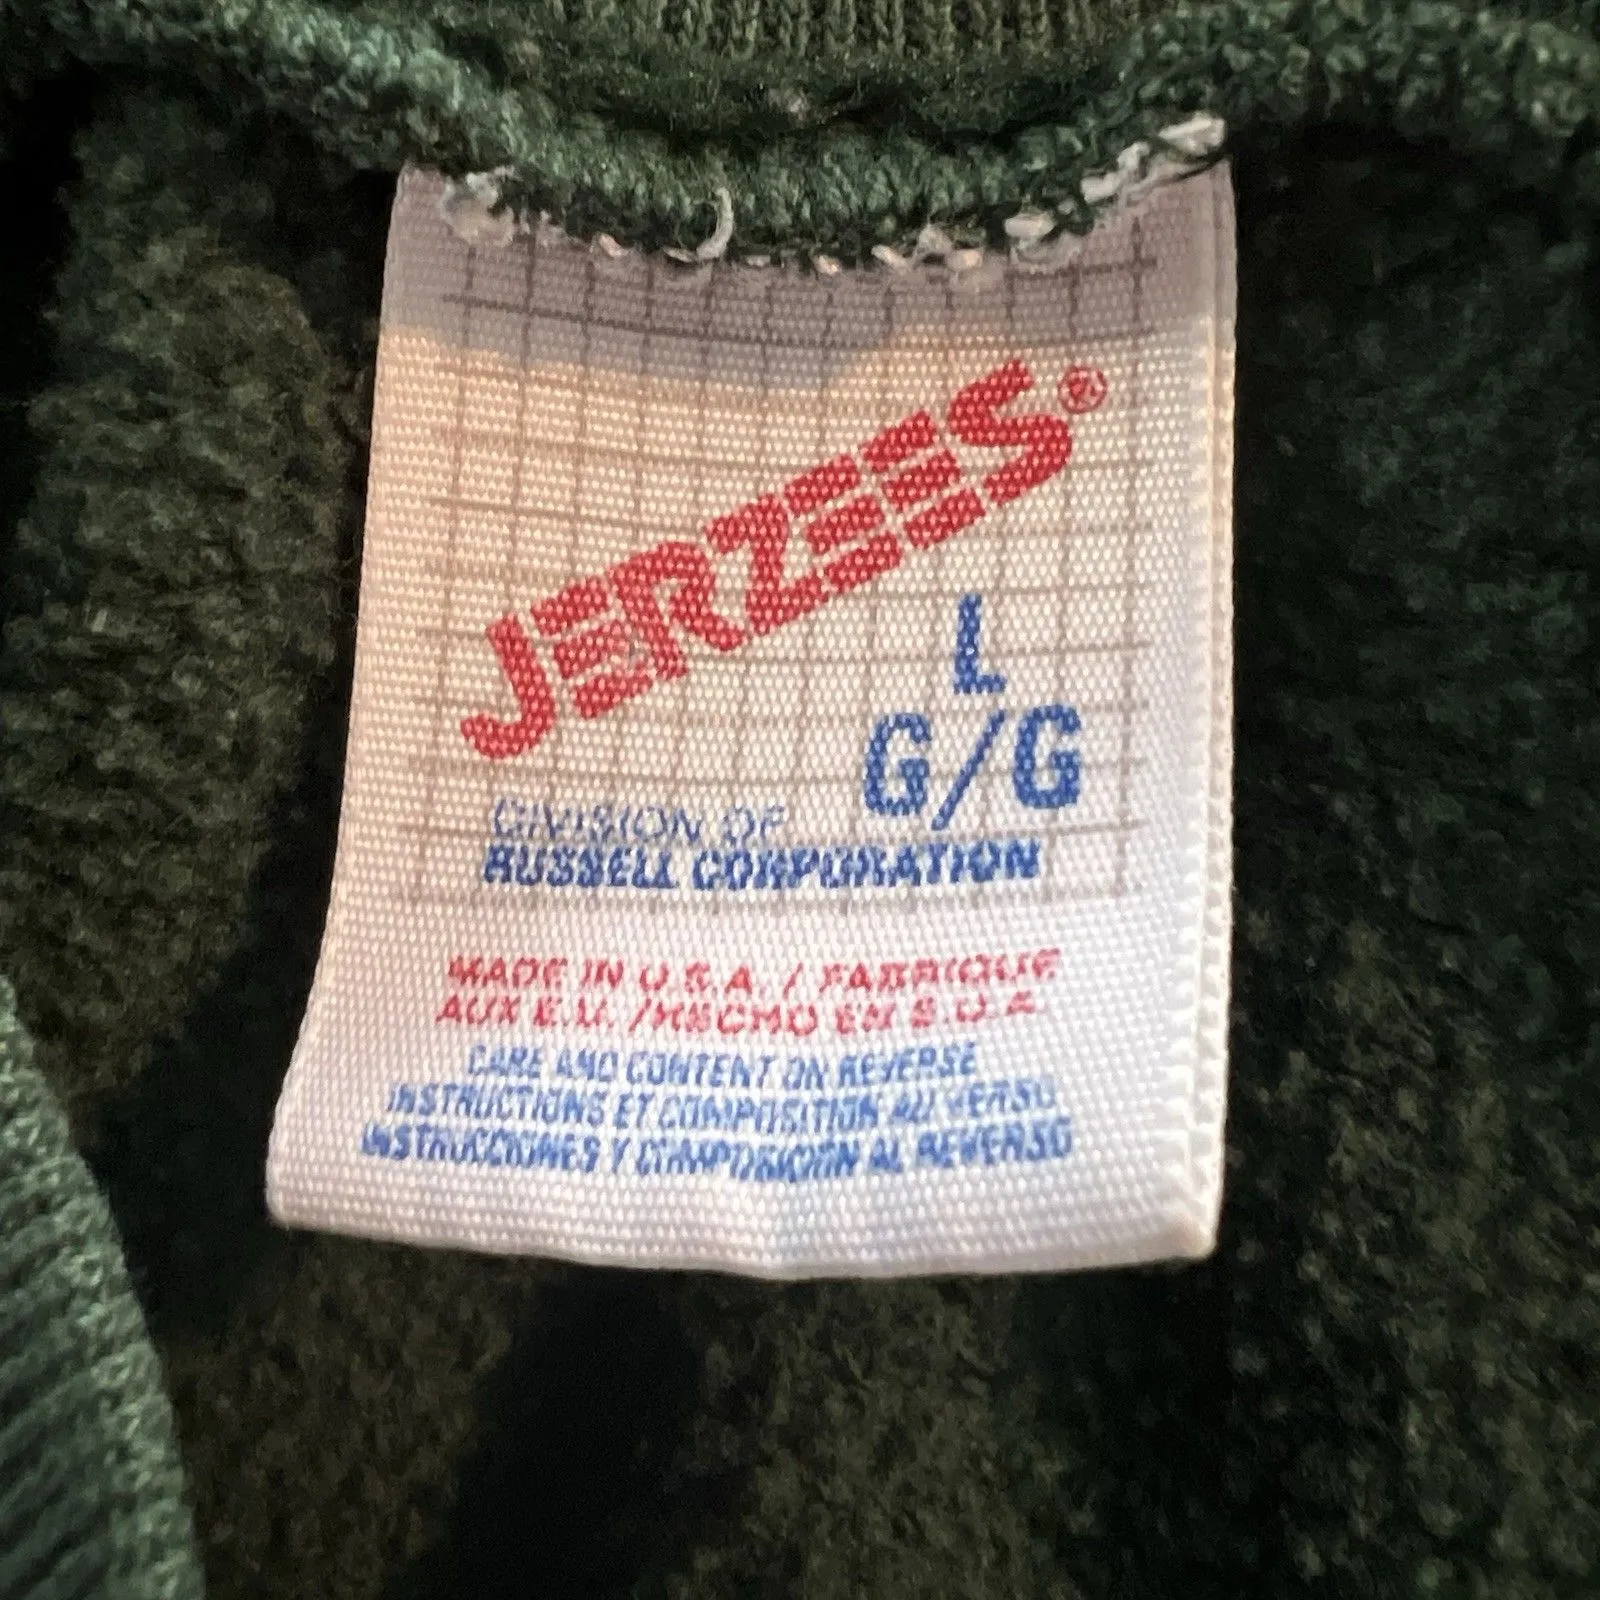 JERZEES®
L
G/G
DIVISION OF
RUSSELL CORPORATION
MADE IN U.S.A. / FABRIQUE
AUX E.U. / HECHO EN E.U.A.
CARE AND CONTENT ON REVERSE
INSTRUCTIONS ET COMPOSITION AU VERSO
INSTRUCCIONES Y COMPOSICION AL REVERSO